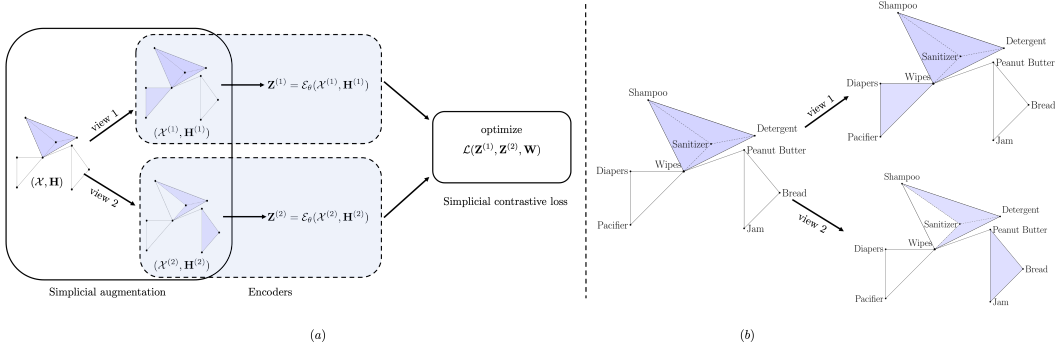 view 1
(𝒳, H)
view 2
(𝒳⁽¹⁾, H⁽¹⁾)
Z⁽¹⁾ = ℰ_θ(𝒳⁽¹⁾, H⁽¹⁾)
Z⁽²⁾ = ℰ_θ(𝒳⁽²⁾, H⁽²⁾)
(𝒳⁽²⁾, H⁽²⁾)
optimize
ℒ(Z⁽¹⁾, Z⁽²⁾, W)
Simplicial contrastive loss
Simplicial augmentation
Encoders
(a)
Shampoo
Detergent
Sanitizer
Peanut Butter
Wipes
Diapers
Bread
Pacifier
Jam
view 1
view 2
Shampoo
Detergent
Sanitizer
Peanut Butter
Wipes
Diapers
Bread
Pacifier
Jam
Shampoo
Detergent
Sanitizer
Peanut Butter
Wipes
Diapers
Bread
Pacifier
Jam
(b)